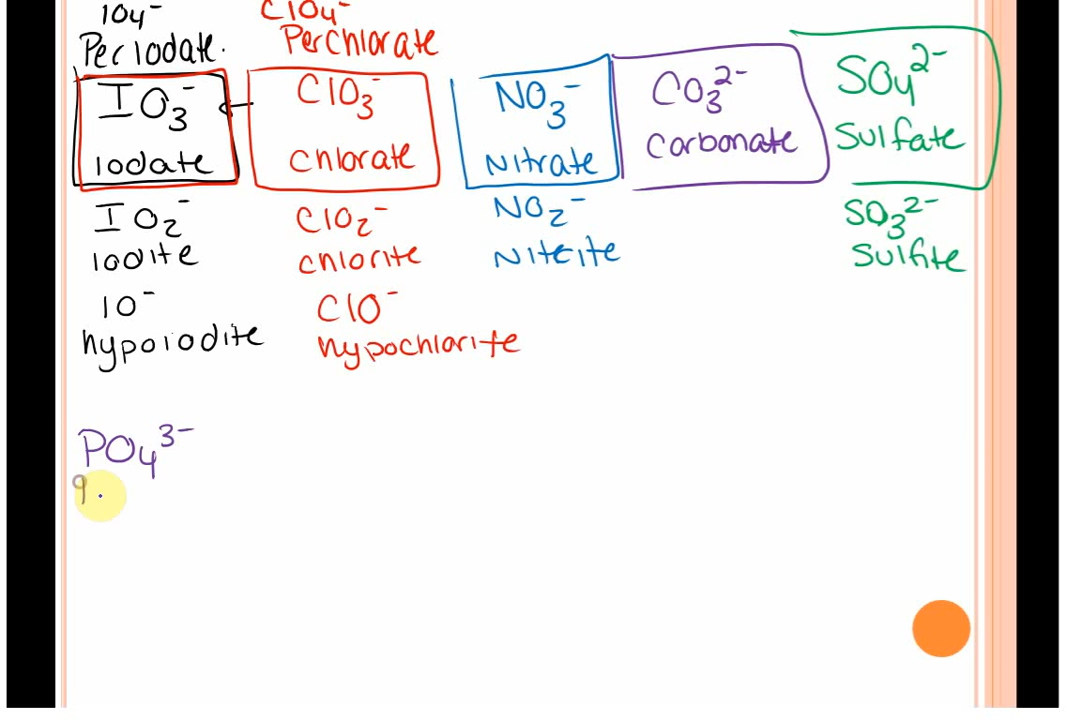 IO₄⁻ ClO₄⁻
Periodate. Perchlorate
IO₃⁻ ClO₃⁻ NO₃⁻ CO₃²⁻ SO₄²⁻
Iodate Chlorate Nitrate Carbonate Sulfate
IO₂⁻ ClO₂⁻ NO₂⁻ SO₃²⁻
Iodite chlorite Nitrite Sulfite
IO⁻ ClO⁻
hypoiodite hypochlorite
PO₄³⁻